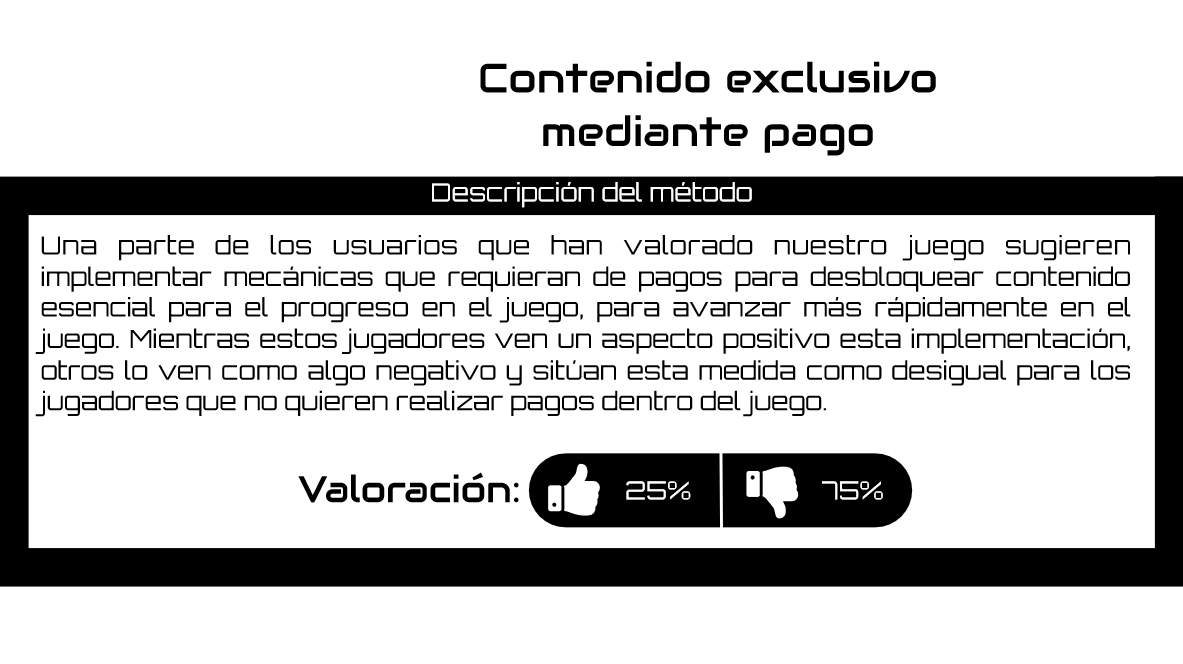 Contenido exclusivo
mediante pago
Descripción del método
Una parte de los usuarios que han valorado nuestro juego sugieren
implementar mecánicas que requieran de pagos para desbloquear contenido
esencial para el progreso en el juego, para avanzar más rápidamente en el
juego. Mientras estos jugadores ven un aspecto positivo esta implementación,
otros lo ven como algo negativo y sitúan esta medida como desigual para los
jugadores que no quieren realizar pagos dentro del juego.
Valoración: 25% 75%